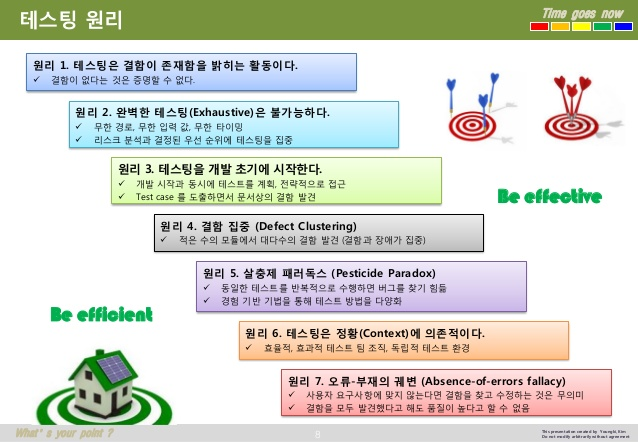 테스팅 원리
Time goes now
원리 1. 테스팅은 결함이 존재함을 밝히는 활동이다.
✓ 결함이 없다는 것은 증명할 수 없다.
원리 2. 완벽한 테스팅(Exhaustive)은 불가능하다.
✓ 무한 경로, 무한 입력 값, 무한 타이밍
✓ 리스크 분석과 결정된 우선 순위에 테스팅을 집중
원리 3. 테스팅을 개발 초기에 시작한다.
✓ 개발 시작과 동시에 테스트를 계획, 전략적으로 접근
✓ Test case 를 도출하면서 문서상의 결함 발견
Be effective
원리 4. 결함 집중 (Defect Clustering)
✓ 적은 수의 모듈에서 대다수의 결함 발견 (결함과 장애가 집중)
원리 5. 살충제 패러독스 (Pesticide Paradox)
✓ 동일한 테스트를 반복적으로 수행하면 버그를 찾기 힘듦
✓ 경험 기반 기법을 통해 테스트 방법을 다양화
Be efficient
원리 6. 테스팅은 정황(Context)에 의존적이다.
✓ 효율적, 효과적 테스트 팀 조직, 독립적 테스트 환경
원리 7. 오류-부재의 궤변 (Absence-of-errors fallacy)
✓ 사용자 요구사항에 맞지 않는다면 결함을 찾고 수정하는 것은 무의미
✓ 결함을 모두 발견했다고 해도 품질이 높다고 할 수 없음
What's your point ?
8
This presentation created by Youngki, Kim
Do not modify arbitrarily without agreement